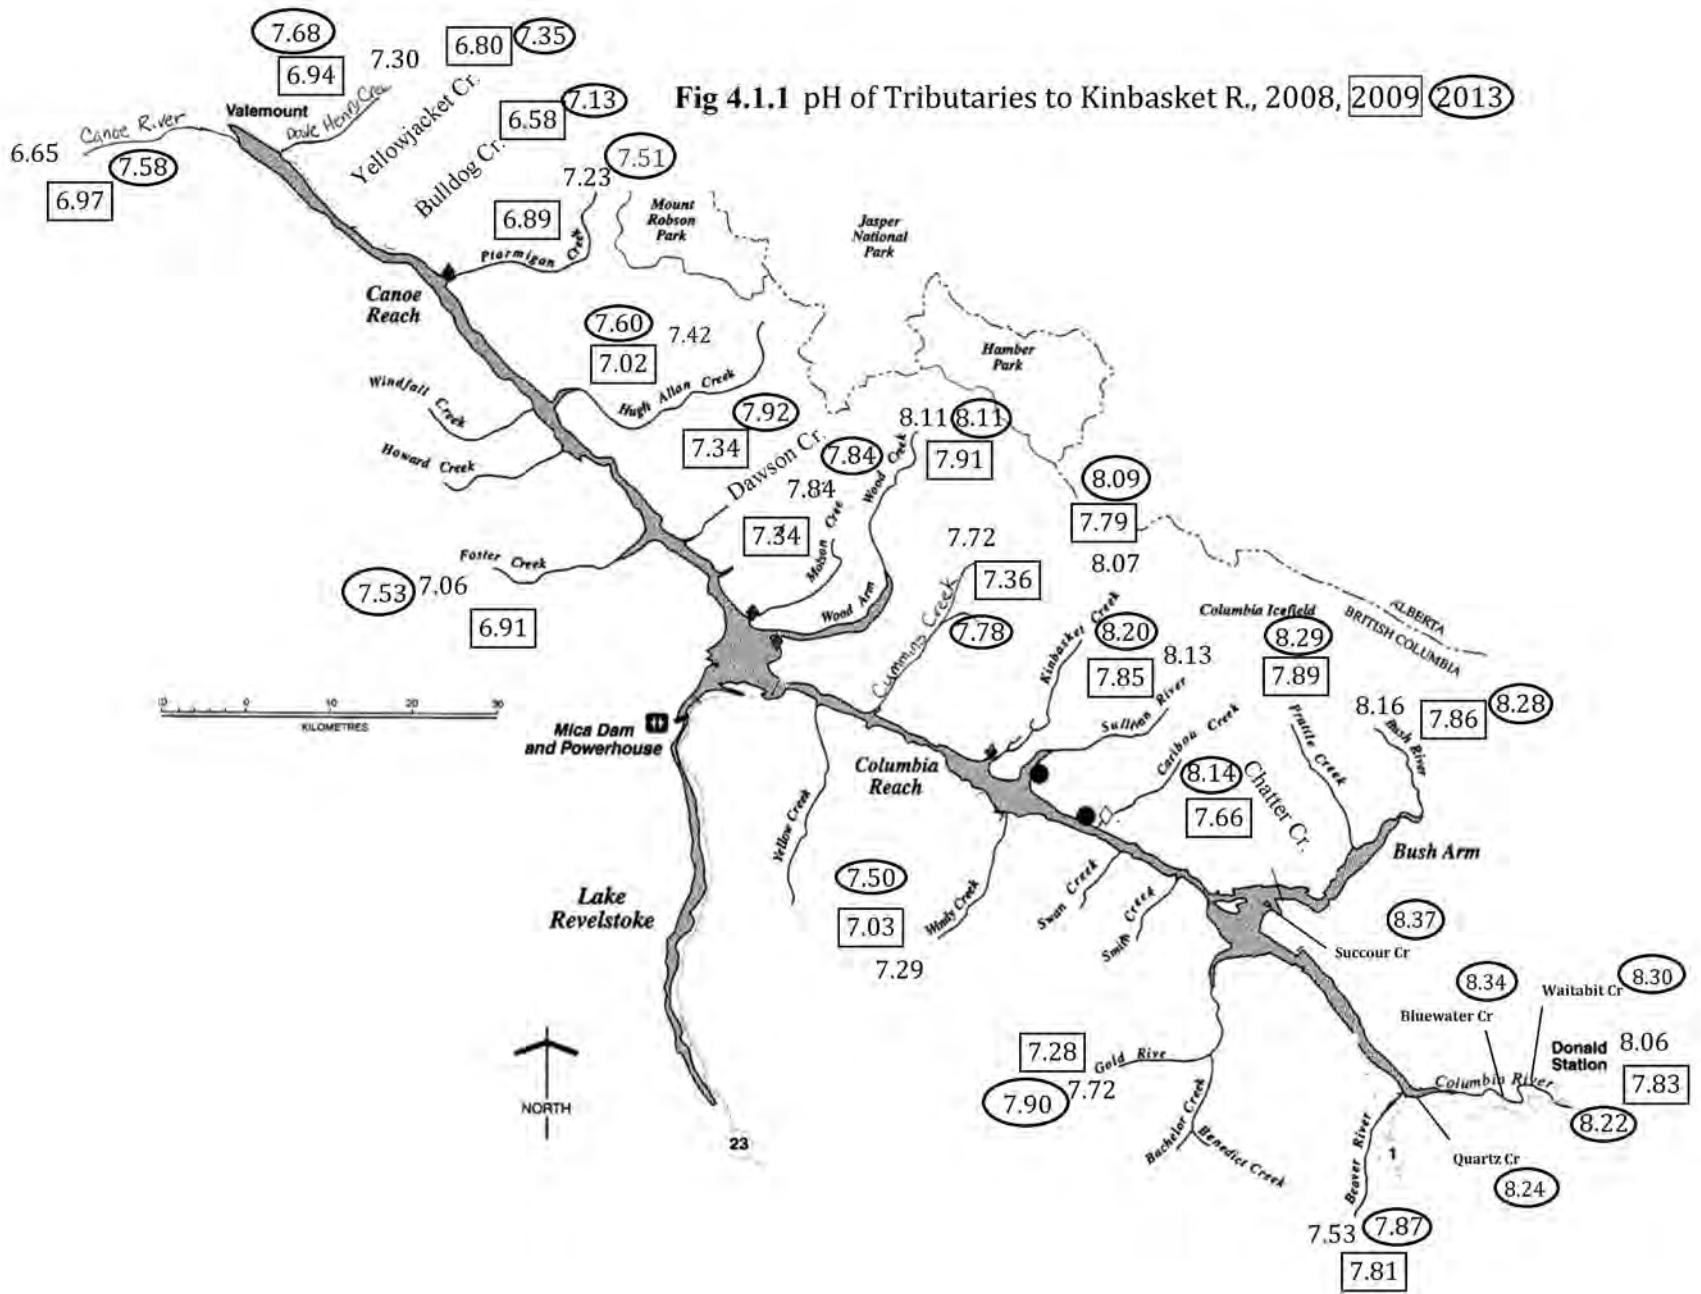 Fig 4.1.1 pH of Tributaries to Kinbasket R., 2008, 2009 2013
7.68
6.94
7.30
6.80
7.35
Valemount
Canoe River
Yellowjacket Cr.
6.58
7.13
6.65
7.58
6.97
Bulldog Cr.
7.51
7.23
6.89
Ptarmigan Creek
Mount
Robson
Park
Jasper
National
Park
Canoe
Reach
7.60
7.42
7.02
Hamber
Park
Windfall Creek
Hugh Allan Creek
Howard Creek
7.92
7.34
Dawson Cr.
7.84
7.84
7.34
Molson Cree
Wood Creek
8.11
8.11
7.91
8.09
7.79
8.07
Foster Creek
7.53
7.06
6.91
Wood Arm
7.72
7.36
7.78
Cummins Creek
Kinbasket Creek
8.20
7.85
8.13
Sullivan River
Columbia Icefield
8.29
7.89
ALBERTA
BRITISH COLUMBIA
8.16
7.86
8.28
Bush River
Prattle Creek
10 0 10 20 30
KILOMETRES
Mica Dam
and Powerhouse
Columbia
Reach
Caribou Creek
8.14
7.66
Chatter Cr.
Bush Arm
Yellow Creek
7.50
7.03
7.29
Windy Creek
Swan Creek
Smith Creek
Lake
Revelstoke
8.37
Succour Cr
8.34
Bluewater Cr
Waitabit Cr
8.30
Donald
Station
8.06
7.83
8.22
Columbia River
7.28
7.90
7.72
Gold Rive
Bachelor Creek
Benedict Creek
Beaver River
1
Quartz Cr
8.24
7.53
7.87
7.81
NORTH
23